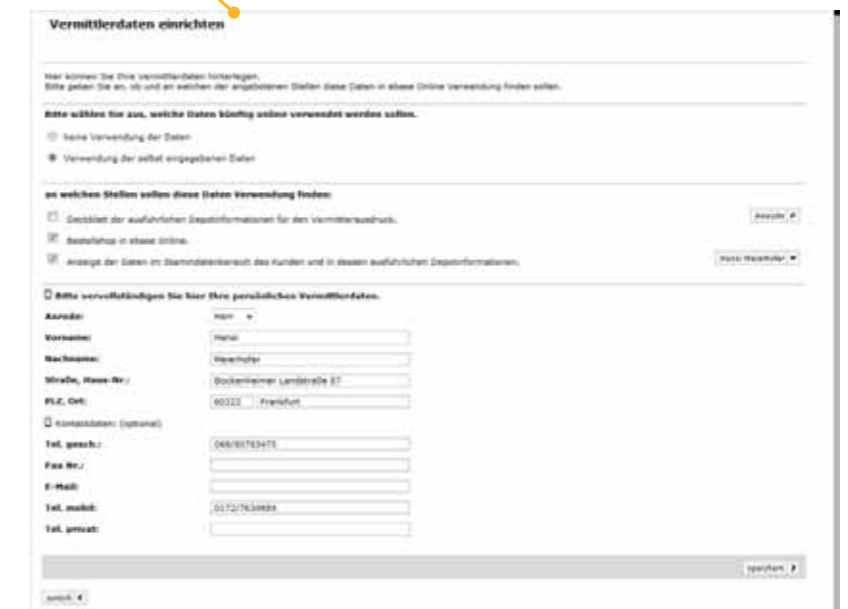 Vermittlerdaten einrichten
Hier können Sie Ihre Vermittlerdaten hinterlegen.
Bitte geben Sie an, ob und an welchen der angebotenen Stellen diese Daten in ebase Online Verwendung finden sollen.
Bitte wählen Sie aus, welche Daten künftig online verwendet werden sollen.
keine Verwendung der Daten
Verwendung der selbst eingegebenen Daten
an welchen Stellen sollen diese Daten Verwendung finden:
Deckblatt der ausführlichen Depotinformationen für den Vermittlerausdruck.
Bestellshop in ebase Online.
Anzeige der Daten im Stammdatenbereich des Kunden und in dessen ausführlichen Depotinformationen.
Bitte vervollständigen Sie hier Ihre persönlichen Vermittlerdaten.
Anrede: Herr
Vorname:
Nachname:
Straße, Haus-Nr.: Bockenheimer Landstraße
PLZ, Ort: 60323 Frankfurt
Kontaktdaten: (optional)
Tel. gesch.:
Fax Nr.:
E-Mail:
Tel. mobil:
Tel. privat:
speichern
zurück